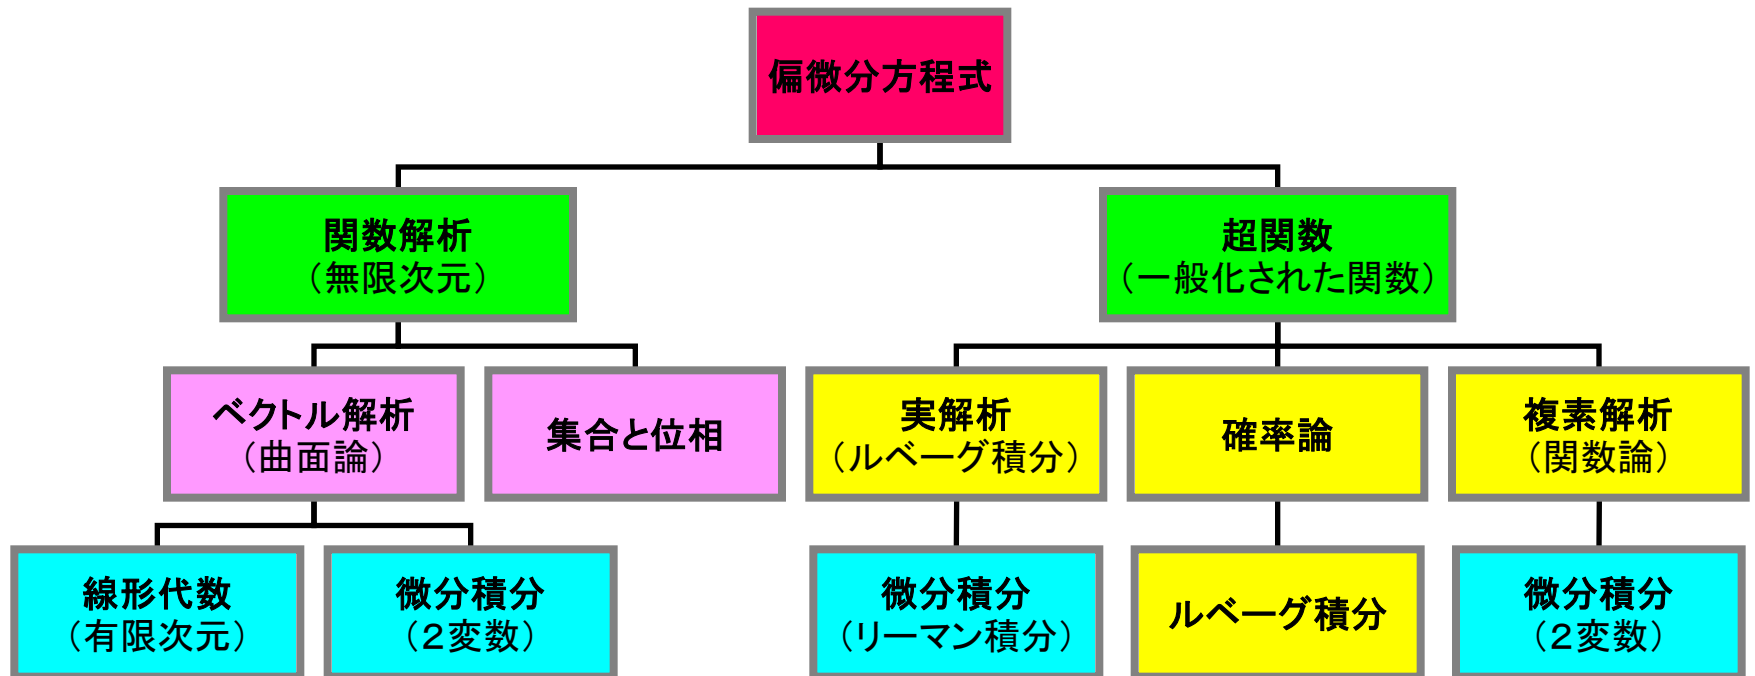 偏微分方程式
関数解析
（無限次元）
超関数
（一般化された関数）
ベクトル解析
（曲面論）
集合と位相
実解析
（ルベーグ積分）
確率論
複素解析
（関数論）
線形代数
（有限次元）
微分積分
（２変数）
微分積分
（リーマン積分）
ルベーグ積分
微分積分
（２変数）